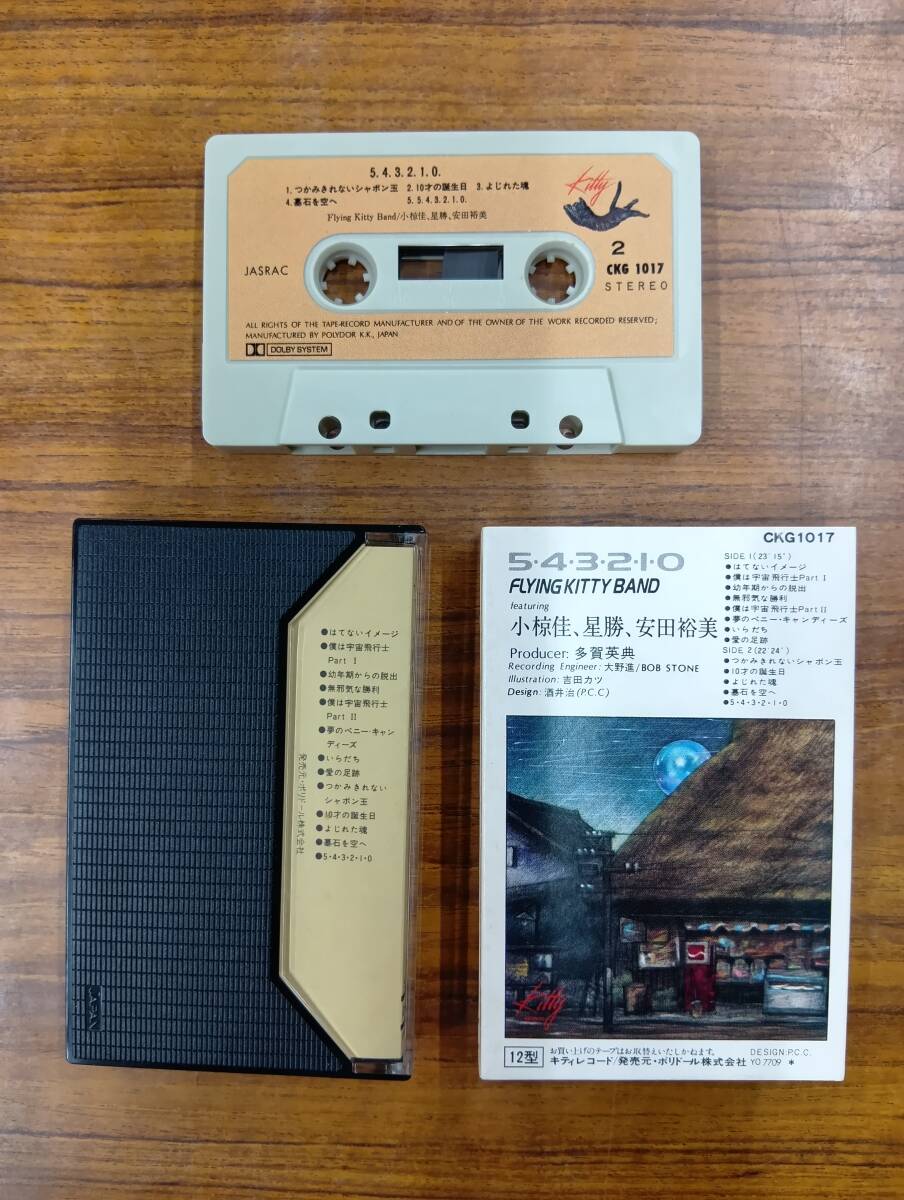 5.4.3.2.1.0.
1.つかみきれないシャボン玉 2.10才の誕生日 3.よじれた魂
4.墓石を空へ 5.5.4.3.2.1.0.
Flying Kitty Band/小椋佳、星勝、安田裕美
Kitty
2
JASRAC
CKG 1017
STEREO
ALL RIGHTS OF THE TAPE-RECORD MANUFACTURER AND OF THE OWNER OF THE WORK RECORDED RESERVED;
MANUFACTURED BY POLYDOR K.K., JAPAN
DOLBY SYSTEM
●はてないイメージ
●僕は宇宙飛行士
Part I
●幼年期からの脱出
●無邪気な勝利
●僕は宇宙飛行士
Part II
●夢のペニー・キャン
ディーズ
●いらだち
●愛の足跡
●つかみきれない
シャボン玉
●10才の誕生日
●よじれた魂
●墓石を空へ
●5・4・3・2・1・0
発売元・ポリドール株式会社
JAPAN
CKG1017
5・4・3・2・1・0
FLYING KITTY BAND
featuring
小椋佳、星勝、安田裕美
Producer: 多賀英典
Recording Engineer: 大野進/BOB STONE
Illustration: 吉田カツ
Design: 酒井治(P.C.C)
SIDE 1(23′15″)
●はてないイメージ
●僕は宇宙飛行士Part I
●幼年期からの脱出
●無邪気な勝利
●僕は宇宙飛行士Part II
●夢のペニー・キャンディーズ
●いらだち
●愛の足跡
SIDE 2(22′24″)
●つかみきれないシャボン玉
●10才の誕生日
●よじれた魂
●墓石を空へ
●5・4・3・2・1・0
Kitty
12型
お買い上げのテープはお取替えいたしかねます。
キティレコード/発売元・ポリドール株式会社
DESIGN:P.C.C.
YO 7709 *